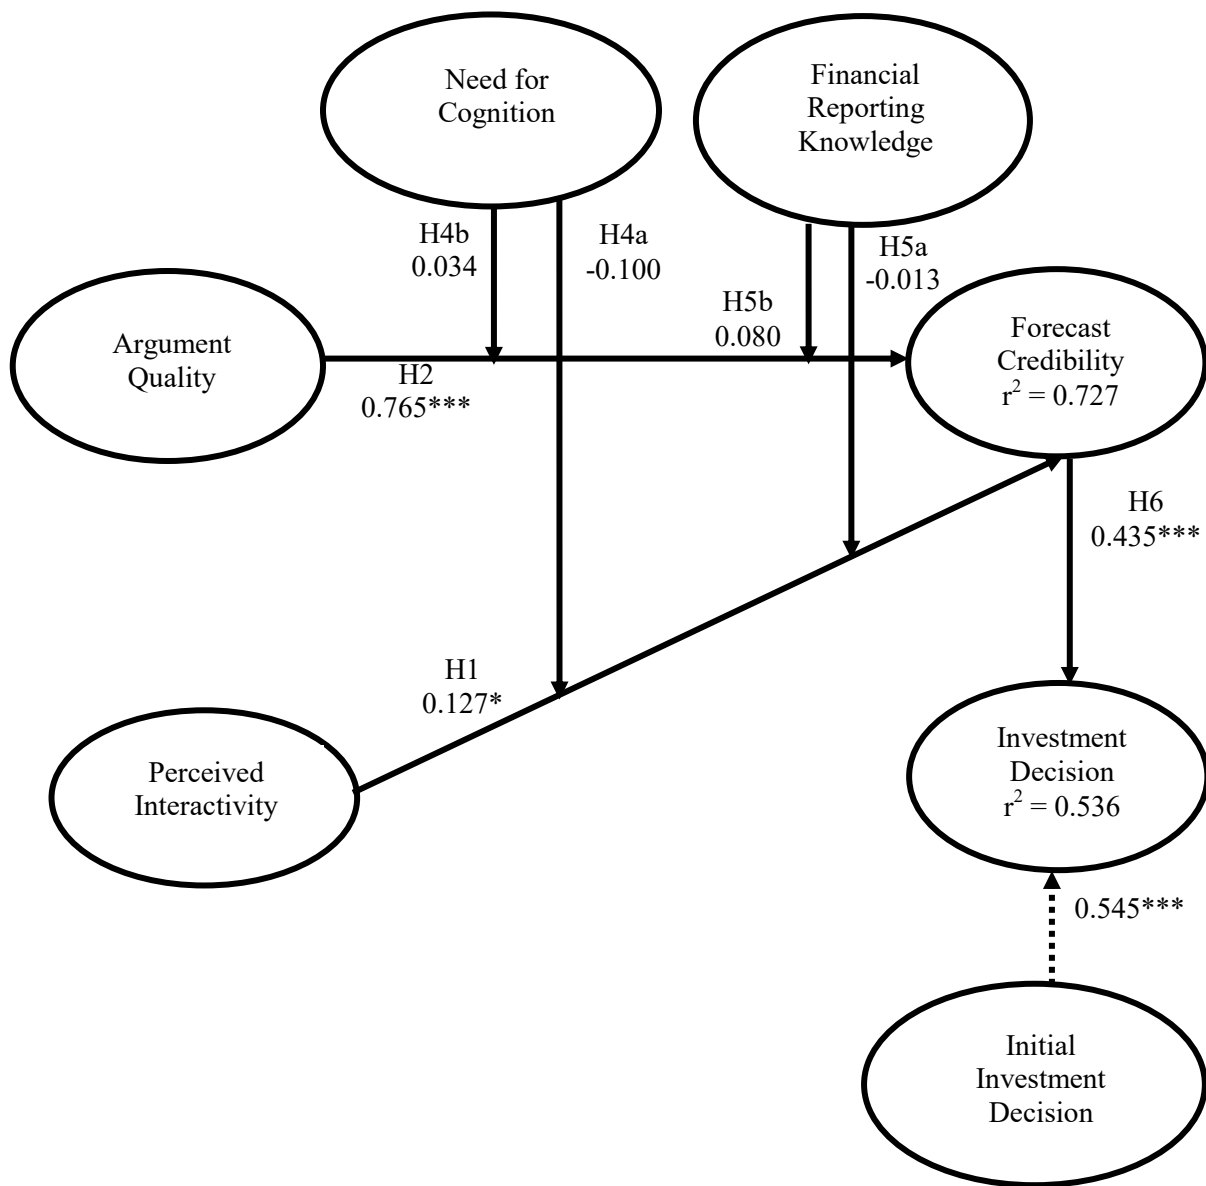 Need for
Cognition
Financial
Reporting
Knowledge
H4b
0.034
H4a
-0.100
H5a
-0.013
H5b
0.080
Argument
Quality
H2
0.765***
Forecast
Credibility
r² = 0.727
H6
0.435***
H1
0.127*
Perceived
Interactivity
Investment
Decision
r² = 0.536
0.545***
Initial
Investment
Decision